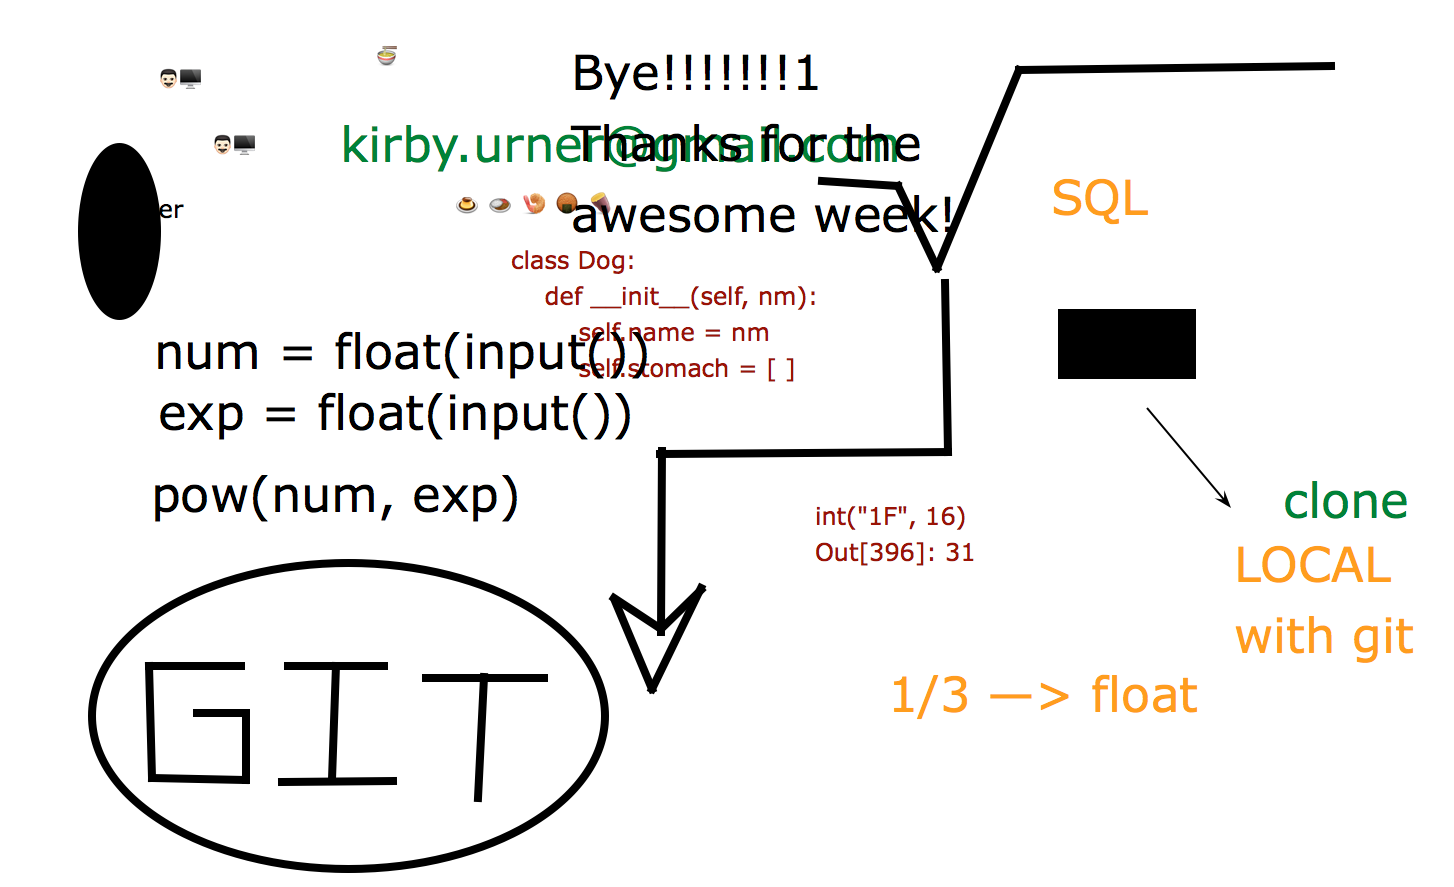 Bye!!!!!!!1
Thanks for the
awesome week!
kirby.urner@gmail.com
er
SQL
class Dog:
def __init__(self, nm):
self.name = nm
self.stomach = [ ]
num = float(input())
exp = float(input())
pow(num, exp)
int("1F", 16)
Out[396]: 31
clone
LOCAL
with git
1/3 —> float
GIT